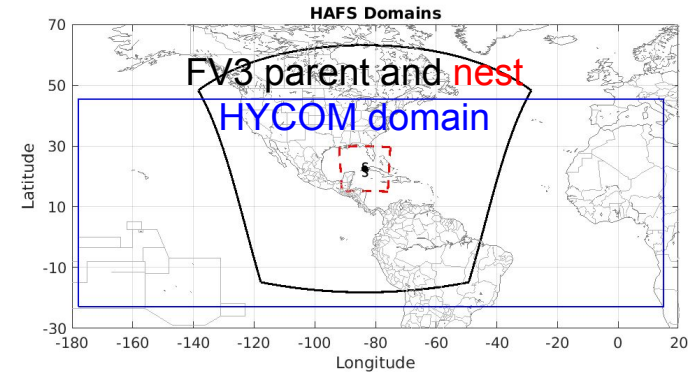 HAFS Domains
70
FV3 parent and nest
50
HYCOM domain
Latitude
30
10
-10
-30
-180 -160 -140 -120 -100 -80 -60 -40 -20 0 20
Longitude